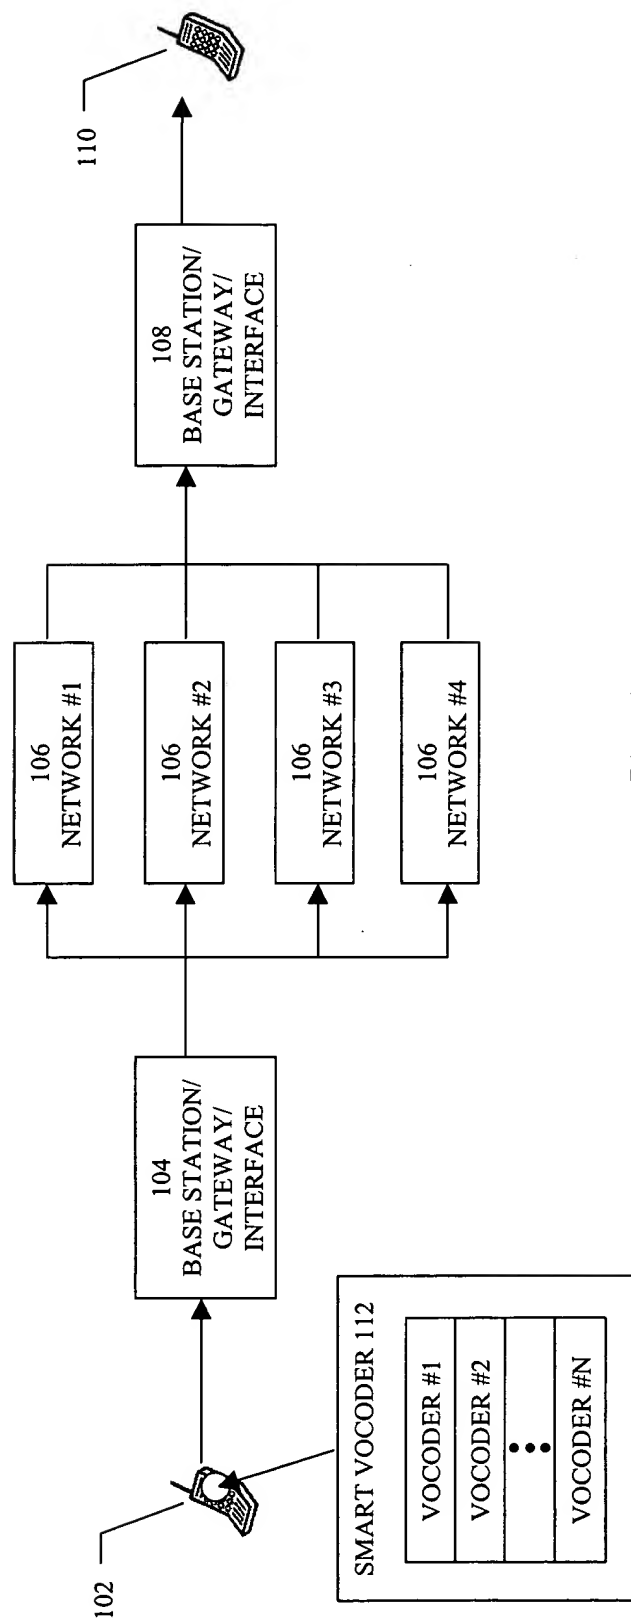 102
SMART VOCODER 112
VOCODER #1
VOCODER #2
VOCODER #N
104
BASE STATION/
GATEWAY/
INTERFACE
106
NETWORK #1
106
NETWORK #2
106
NETWORK #3
106
NETWORK #4
108
BASE STATION/
GATEWAY/
INTERFACE
110